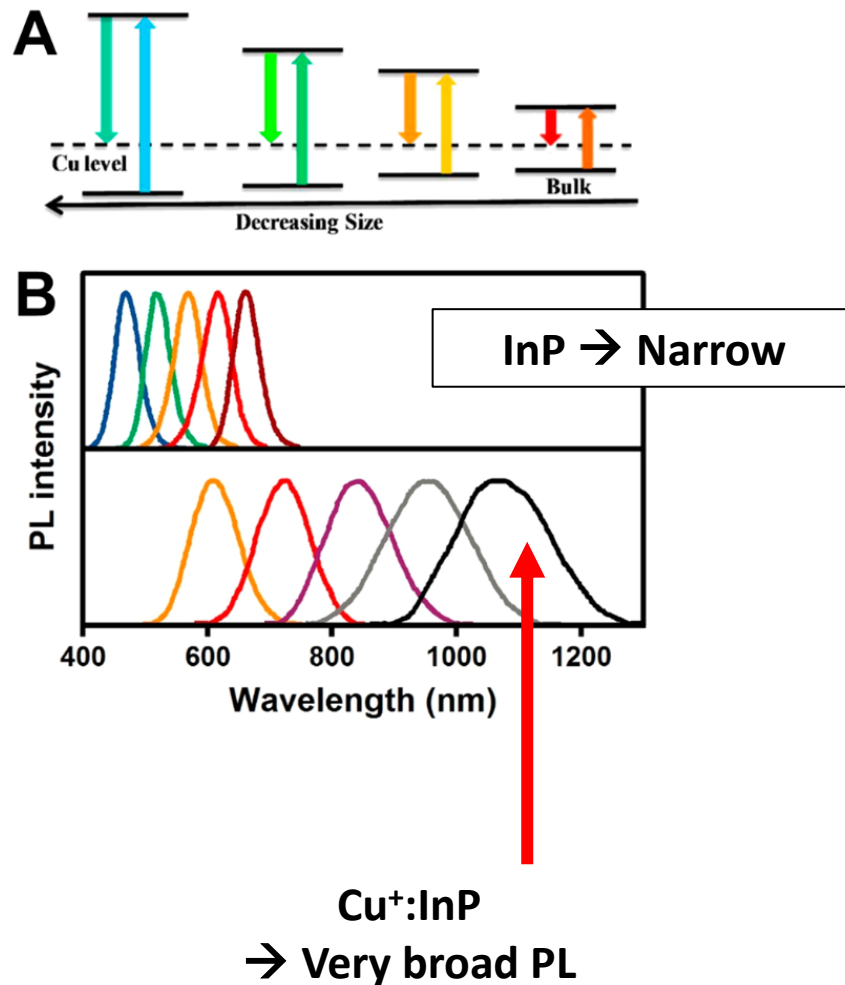 A
Cu level
Bulk
Decreasing Size
B
InP → Narrow
PL intensity
400 600 800 1000 1200
Wavelength (nm)
Cu⁺:InP
→ Very broad PL